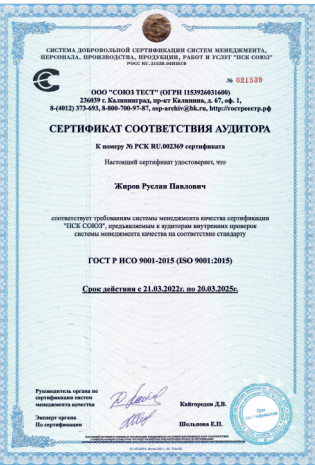 СИСТЕМА ДОБРОВОЛЬНОЙ СЕРТИФИКАЦИИ СИСТЕМ МЕНЕДЖМЕНТА,
ПЕРСОНАЛА, ПРОИЗВОДСТВА, ПРОДУКЦИИ, РАБОТ И УСЛУГ "ПСК СОЮЗ"
№ 021539
ООО "СОЮЗ ТЕСТ" (ОГРН 1153926031600)
236039 г. Калининград, пр-кт Калинина, д. 67, оф. 1,
8-(4012) 373-693, 8-800-700-97-87, osp-archiv@bk.ru, http://гостреестр.рф
СЕРТИФИКАТ СООТВЕТСТВИЯ АУДИТОРА
К номеру № РСК RU.002369 сертификата
Настоящий сертификат удостоверяет, что
Жиров Руслан Павлович
соответствует требованиям системы менеджмента качества сертификации
"ПСК СОЮЗ", предъявляемым к аудиторам внутренних проверок
системы менеджмента качества на соответствие стандарту
ГОСТ Р ИСО 9001-2015 (ISO 9001:2015)
Срок действия с 21.03.2022г. по 20.03.2025г.
Руководитель органа по
сертификации систем
менеджмента качества
Кайгородов Д.В.
Эксперт органа
По сертификации
Шельпова Е.П.